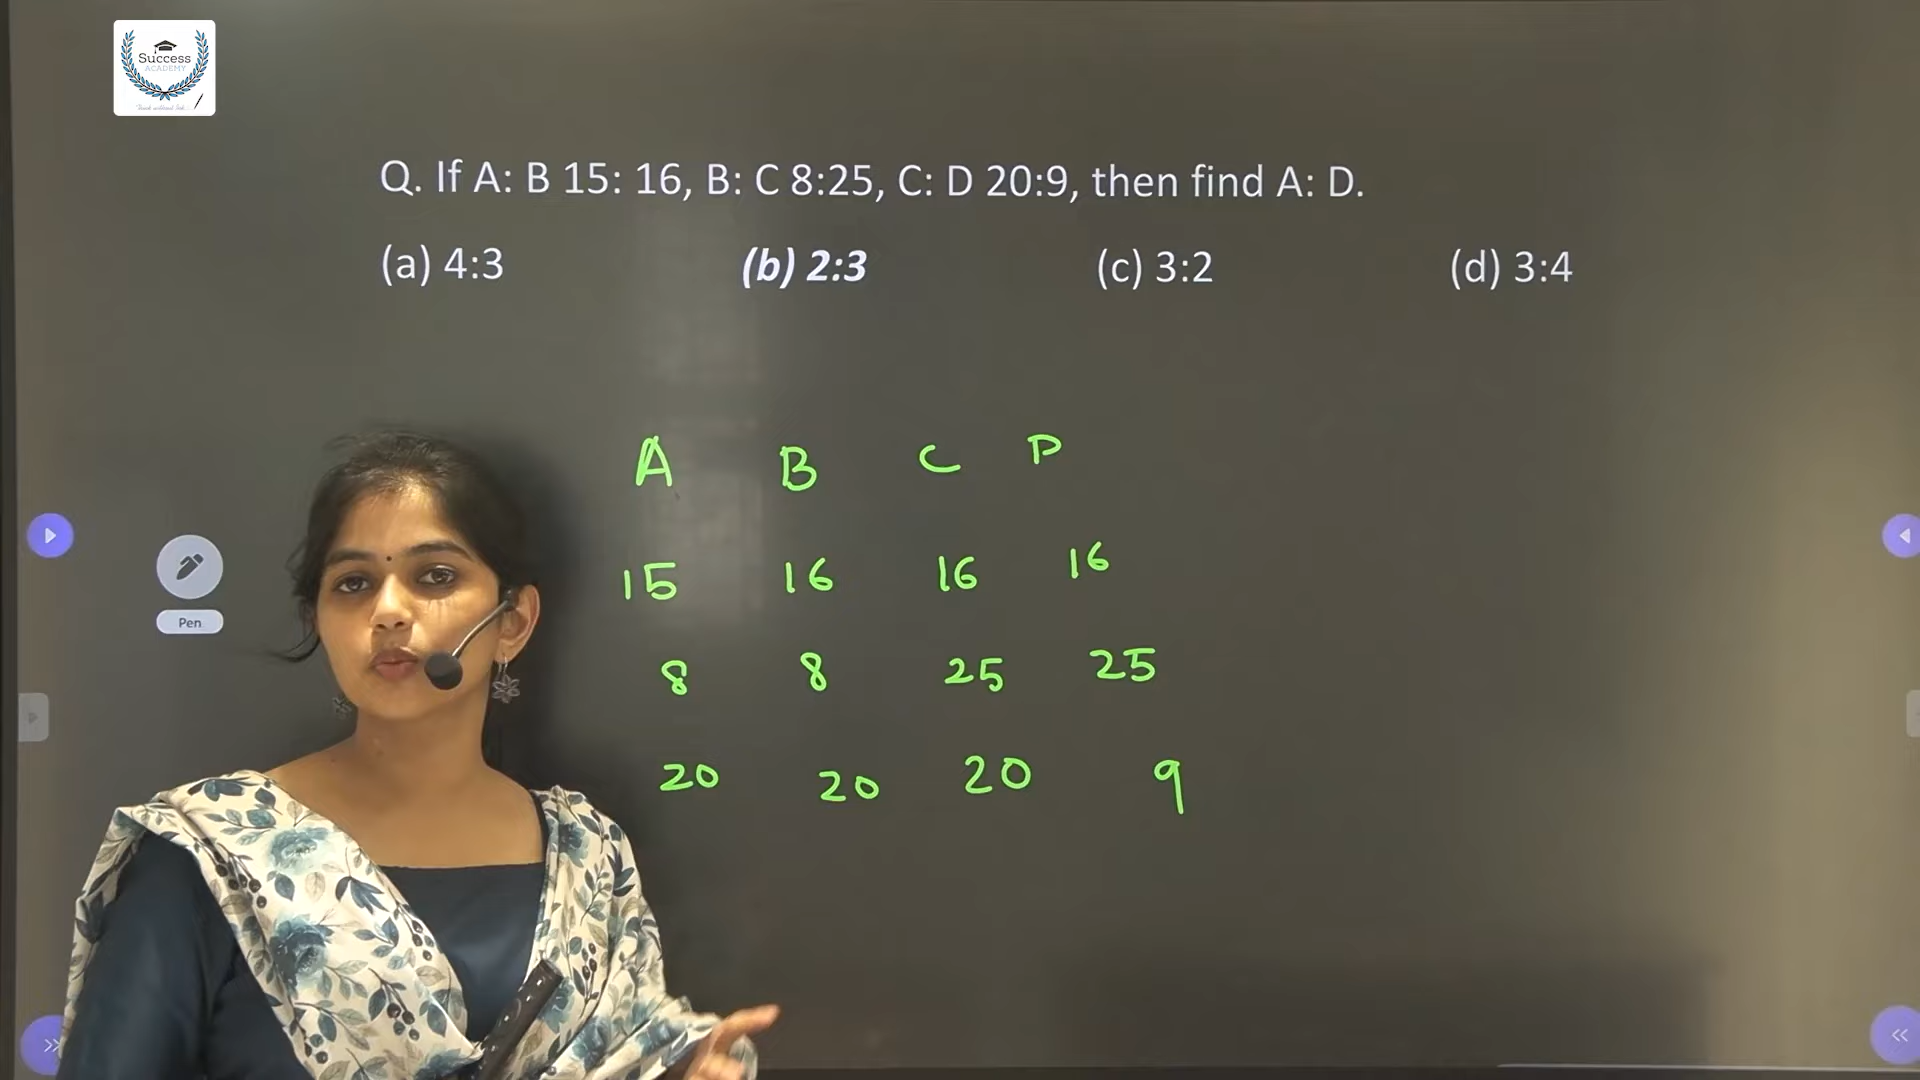 Success
ACADEMY
Q. If A: B 15: 16, B: C 8:25, C: D 20:9, then find A: D.
(a) 4:3 (b) 2:3 (c) 3:2 (d) 3:4
A B C D
15 16 16 16
Pen
8 8 25 25
20 20 20 9